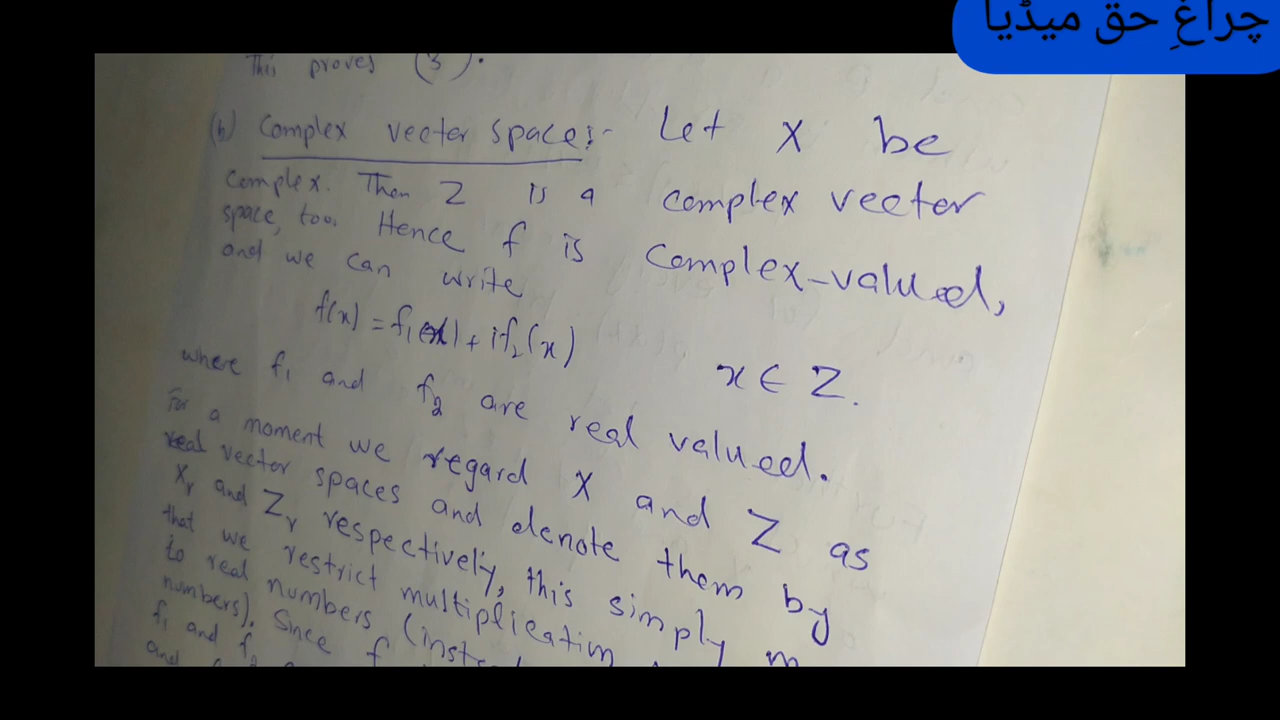 چراغِ حق میڈیا
This proves (3).
(b) Complex vector space:- Let X be
Complex. Then Z is a complex vector
space, too. Hence f is Complex-valued,
and we can write
f(x) = f₁(x) + if₂(x) x ∈ Z.
where f₁ and f₂ are real valued.
For a moment we regard X and Z as
real vector spaces and denote them by
Xᵣ and Zᵣ respectively, this simply m
that we restrict multiplication
to real numbers (inst
numbers). Since f
f₁ and f₂
and